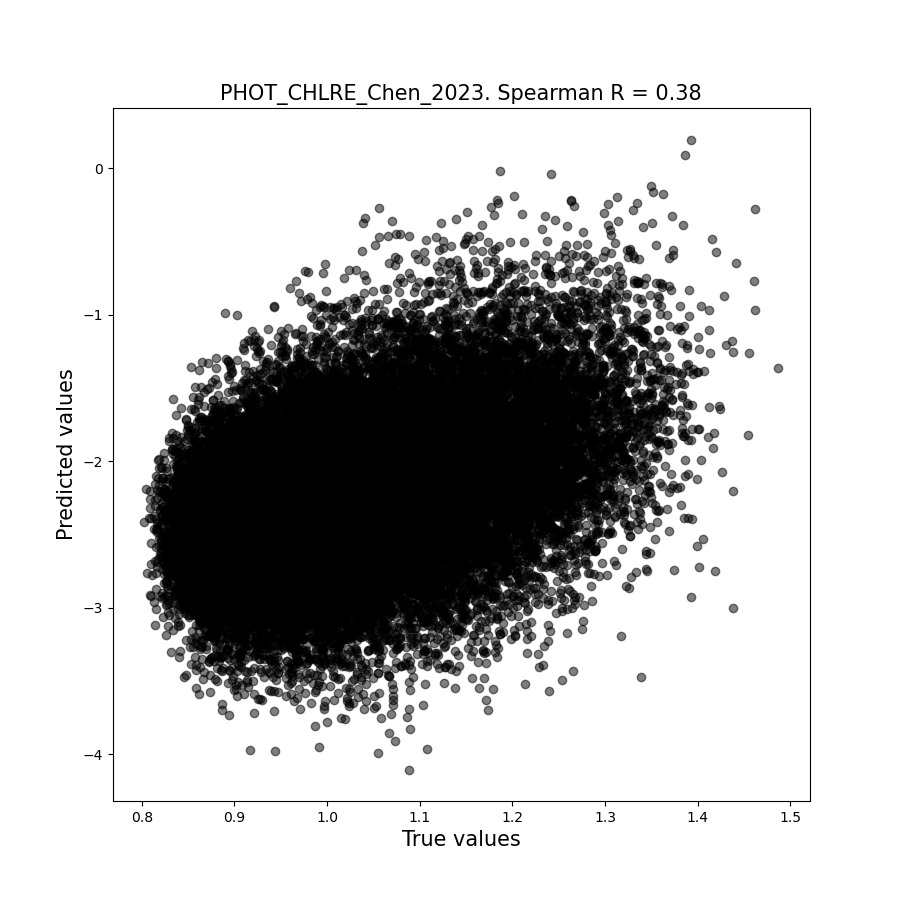 PHOT_CHLRE_Chen_2023. Spearman R = 0.38
Predicted values
0
−1
−2
−3
−4
0.8 0.9 1.0 1.1 1.2 1.3 1.4 1.5
True values